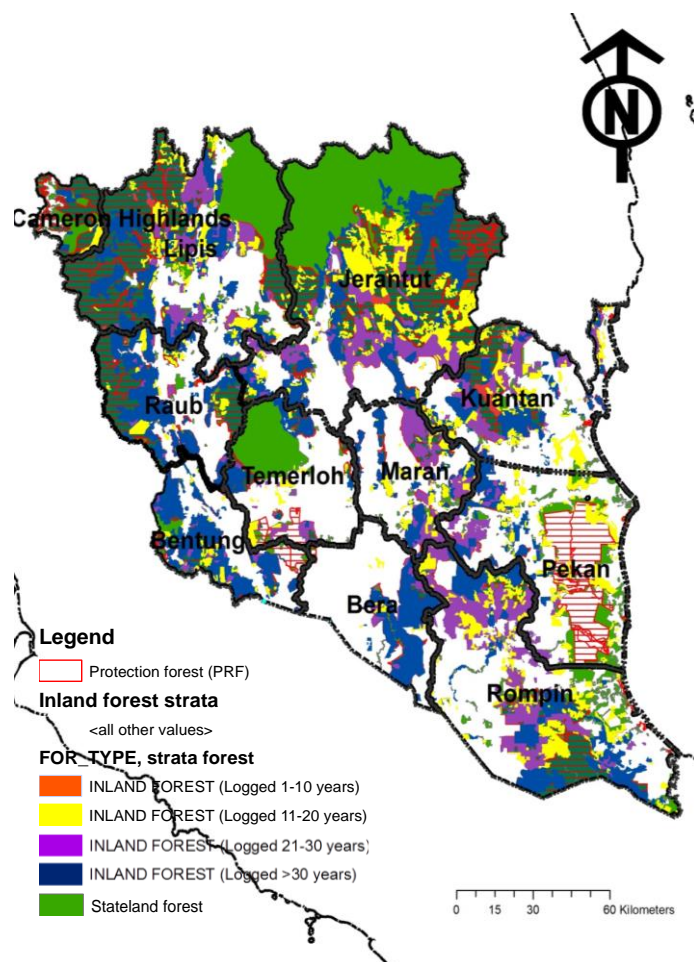 N
Cameron Highlands
Lipis
Jerantut
Raub
Kuantan
Temerloh
Maran
Bentung
Pekan
Bera
Rompin
Legend
Protection forest (PRF)
Inland forest strata
<all other values>
FOR_TYPE, strata forest
INLAND FOREST (Logged 1-10 years)
INLAND FOREST (Logged 11-20 years)
INLAND FOREST (Logged 21-30 years)
INLAND FOREST (Logged >30 years)
Stateland forest
0 15 30 60 Kilometers